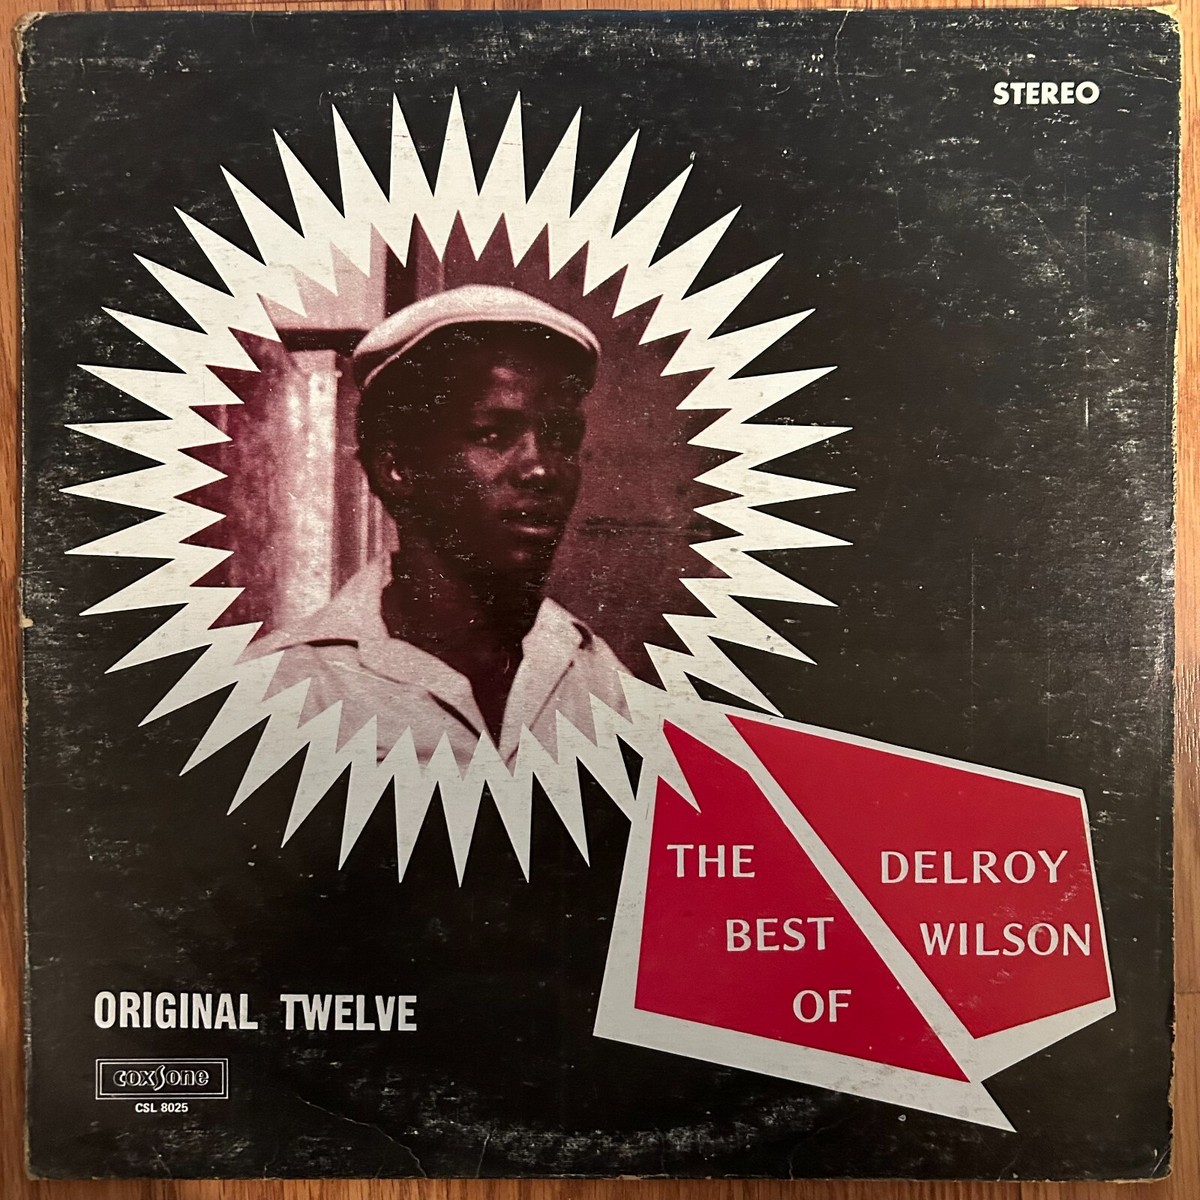 STEREO
THE
BEST
OF
DELROY
WILSON
ORIGINAL TWELVE
coxsone
CSL 8025